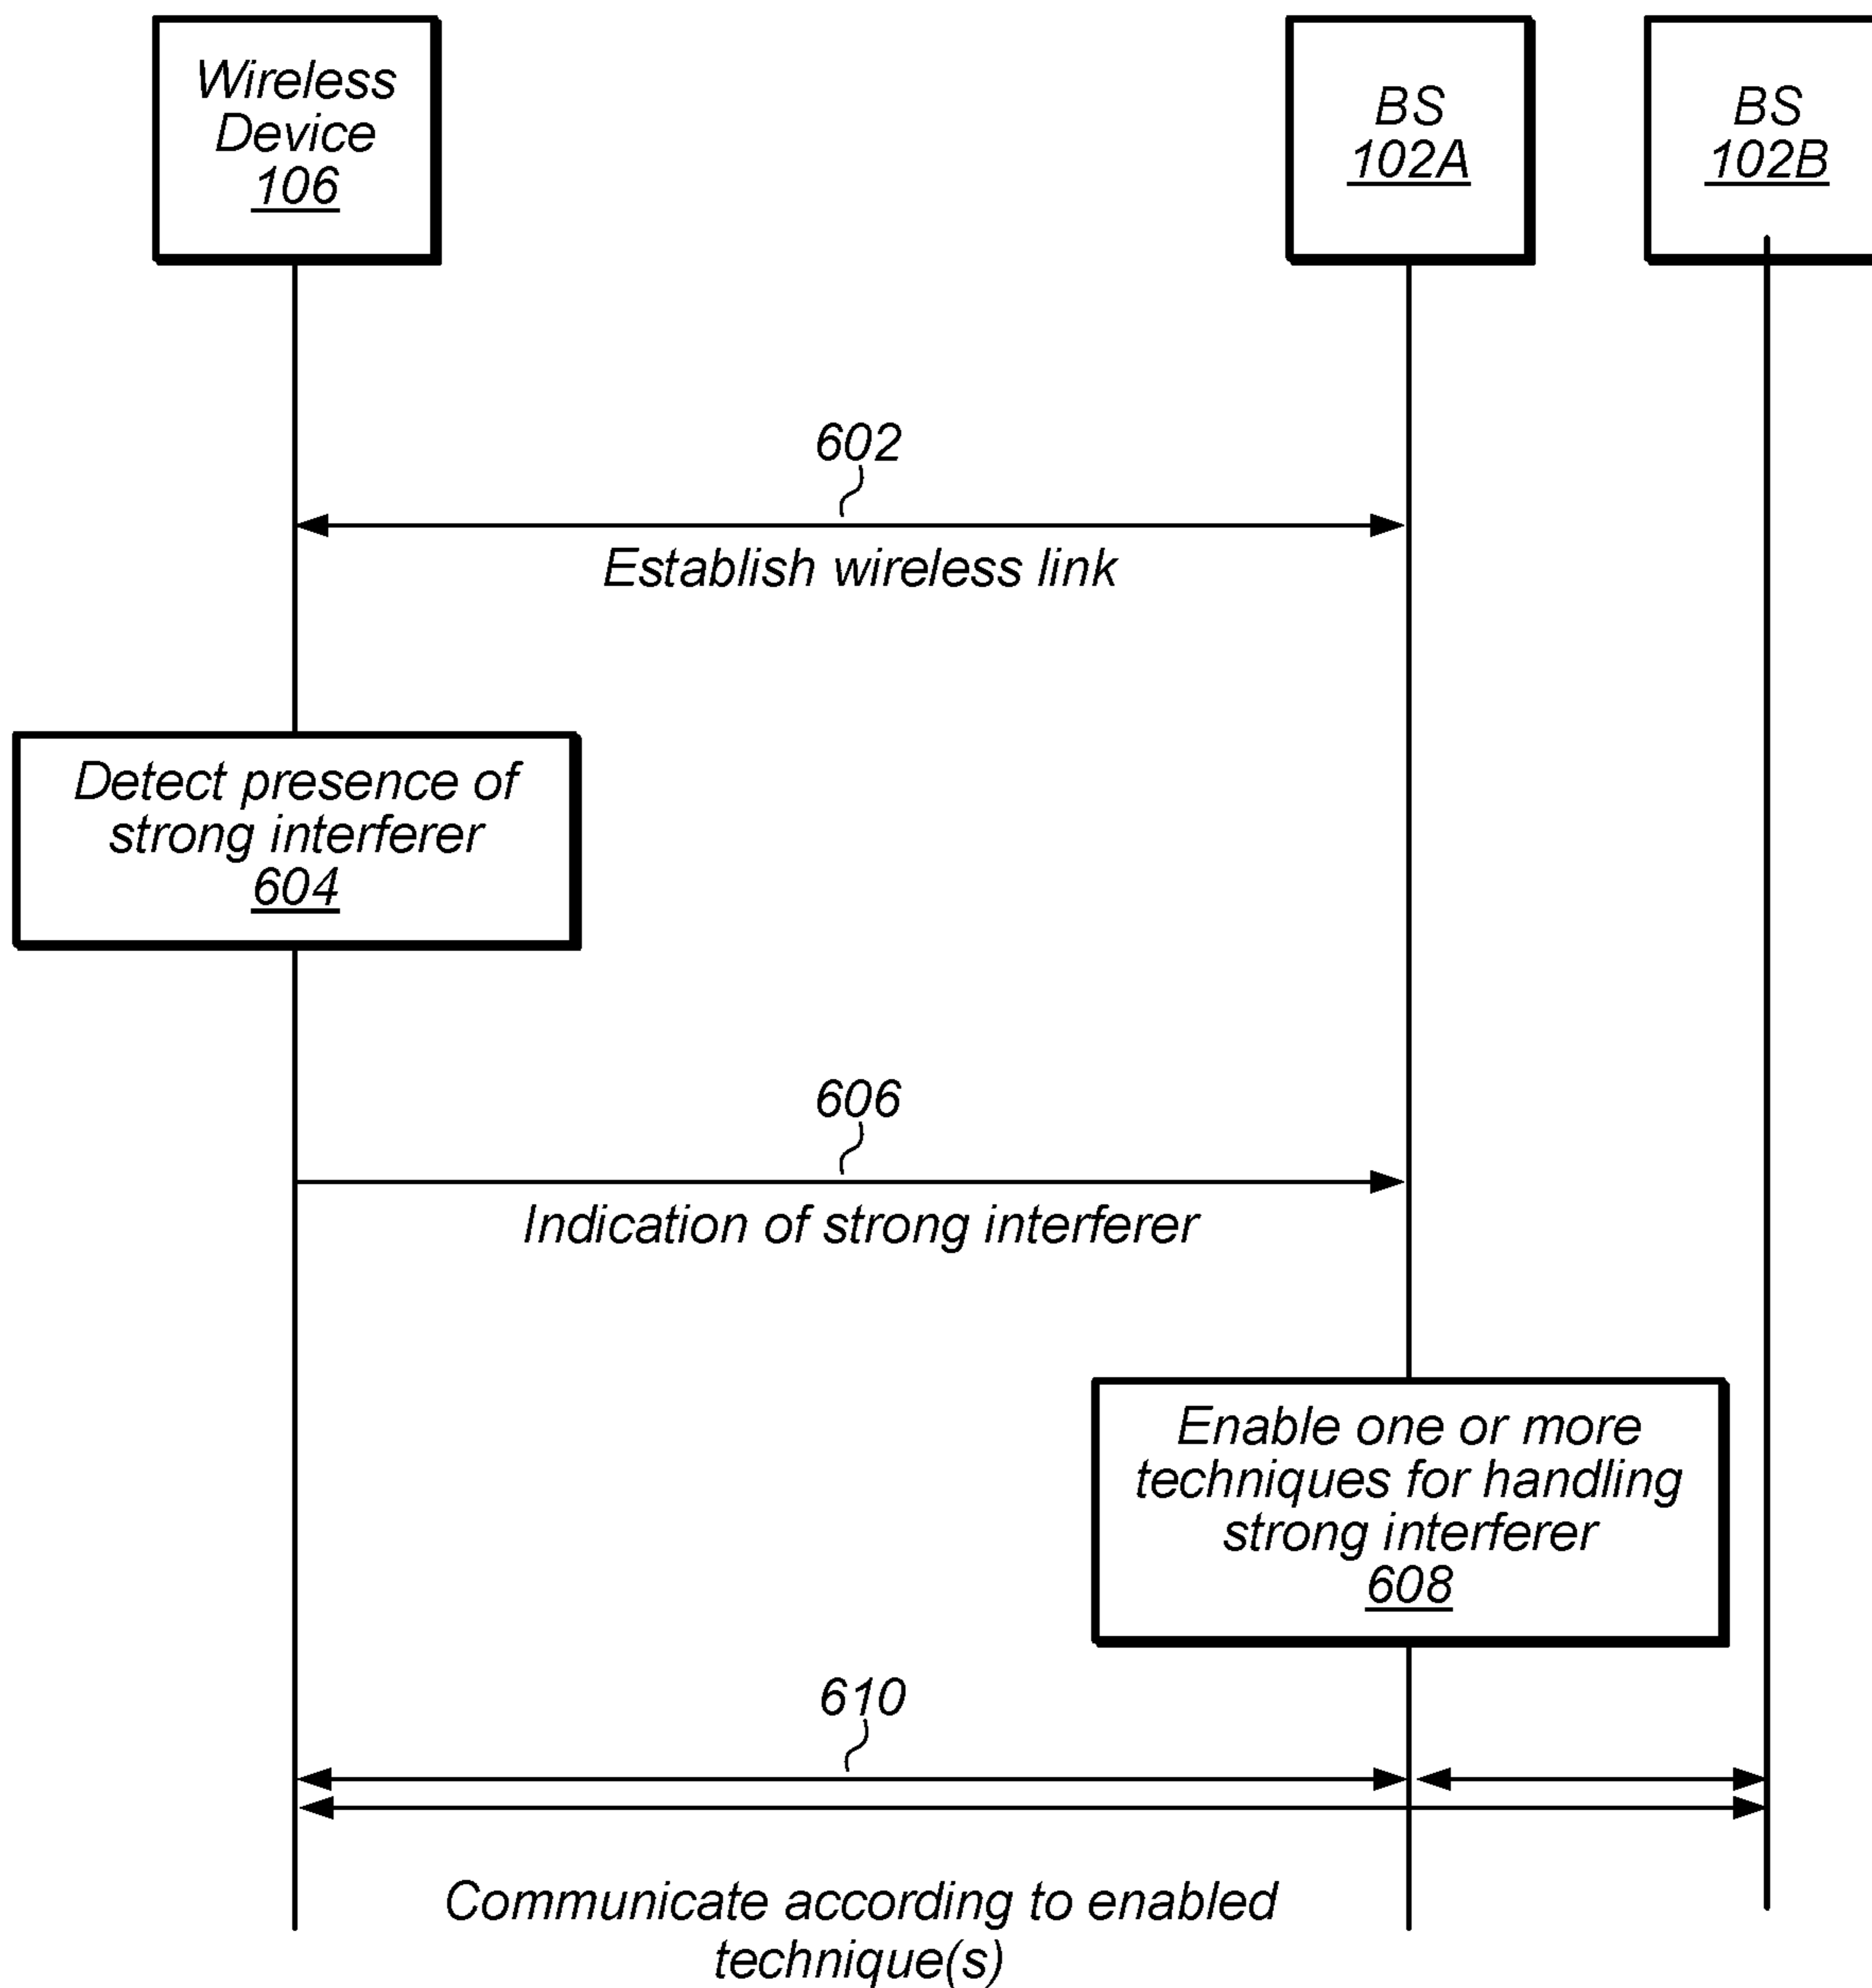 Wireless
Device
106
BS
102A
BS
102B
602
Establish wireless link
Detect presence of
strong interferer
604
606
Indication of strong interferer
Enable one or more
techniques for handling
strong interferer
608
610
Communicate according to enabled
technique(s)